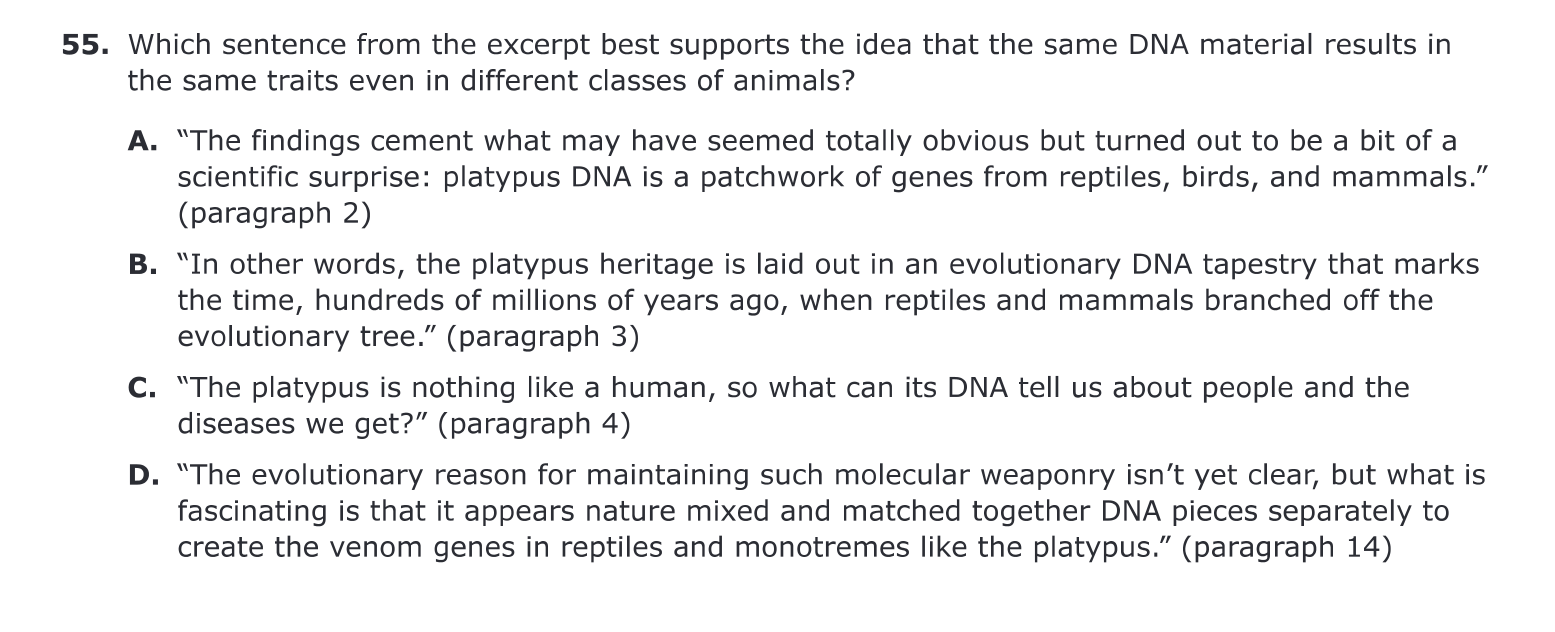 55. Which sentence from the excerpt best supports the idea that the same DNA material results in
the same traits even in different classes of animals?
A. “The findings cement what may have seemed totally obvious but turned out to be a bit of a
scientific surprise: platypus DNA is a patchwork of genes from reptiles, birds, and mammals.”
(paragraph 2)
B. “In other words, the platypus heritage is laid out in an evolutionary DNA tapestry that marks
the time, hundreds of millions of years ago, when reptiles and mammals branched off the
evolutionary tree.” (paragraph 3)
C. “The platypus is nothing like a human, so what can its DNA tell us about people and the
diseases we get?” (paragraph 4)
D. “The evolutionary reason for maintaining such molecular weaponry isn’t yet clear, but what is
fascinating is that it appears nature mixed and matched together DNA pieces separately to
create the venom genes in reptiles and monotremes like the platypus.” (paragraph 14)